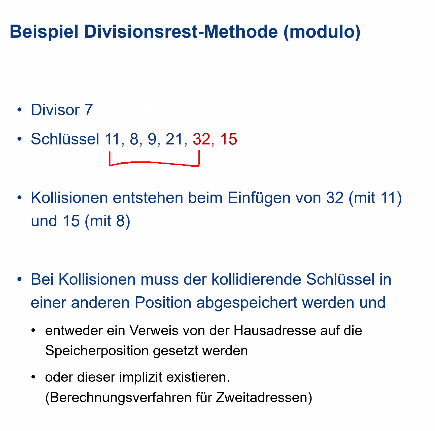 Beispiel Divisionsrest-Methode (modulo)
• Divisor 7
• Schlüssel 11, 8, 9, 21, 32, 15
• Kollisionen entstehen beim Einfügen von 32 (mit 11)
und 15 (mit 8)
• Bei Kollisionen muss der kollidierende Schlüssel in
einer anderen Position abgespeichert werden und
• entweder ein Verweis von der Hausadresse auf die
Speicherposition gesetzt werden
• oder dieser implizit existieren.
(Berechnungsverfahren für Zweitadressen)